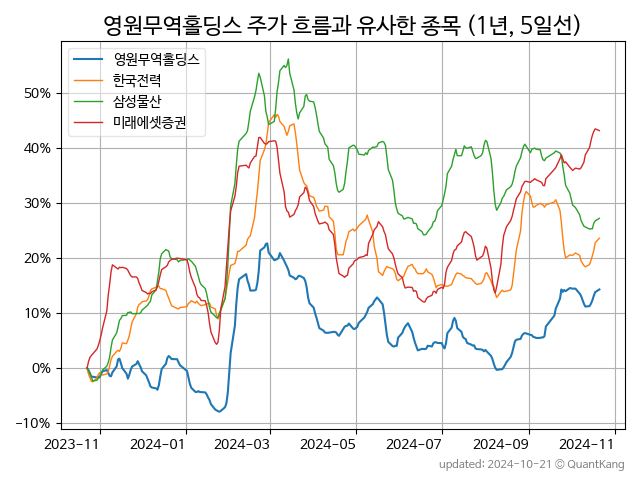 영원무역홀딩스 주가 흐름과 유사한 종목 (1년, 5일선)
영원무역홀딩스
한국전력
삼성물산
미래에셋증권
50%
40%
30%
20%
10%
0%
−10%
2023-11 2024-01 2024-03 2024-05 2024-07 2024-09 2024-11
updated: 2024-10-21 © QuantKang